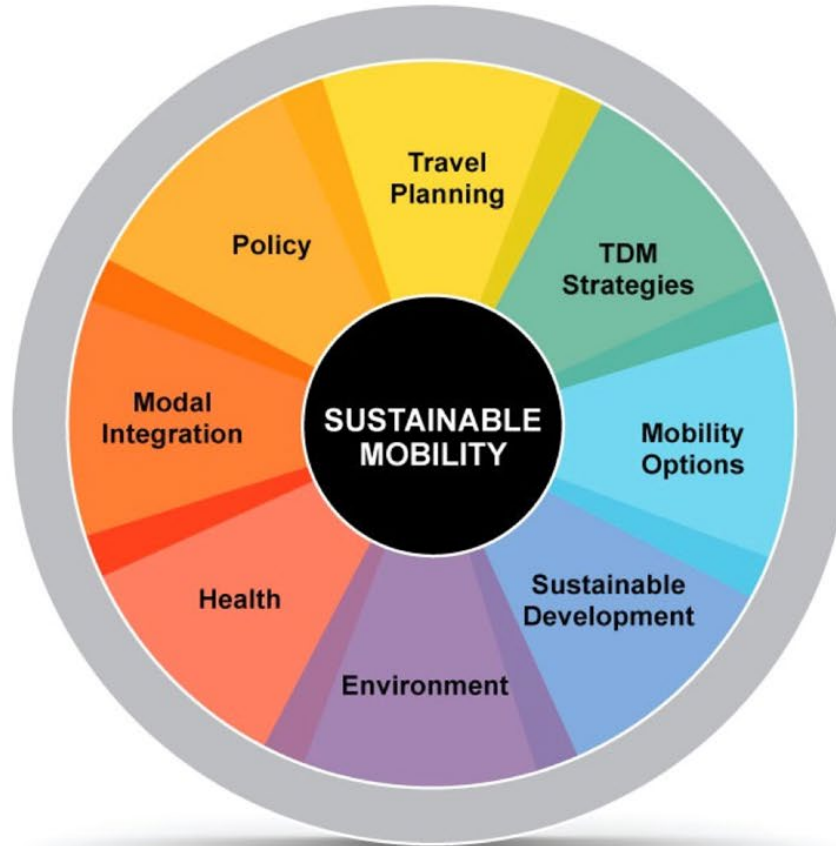 Travel
Planning
TDM
Strategies
Mobility
Options
Sustainable
Development
Environment
Health
Modal
Integration
Policy
SUSTAINABLE
MOBILITY